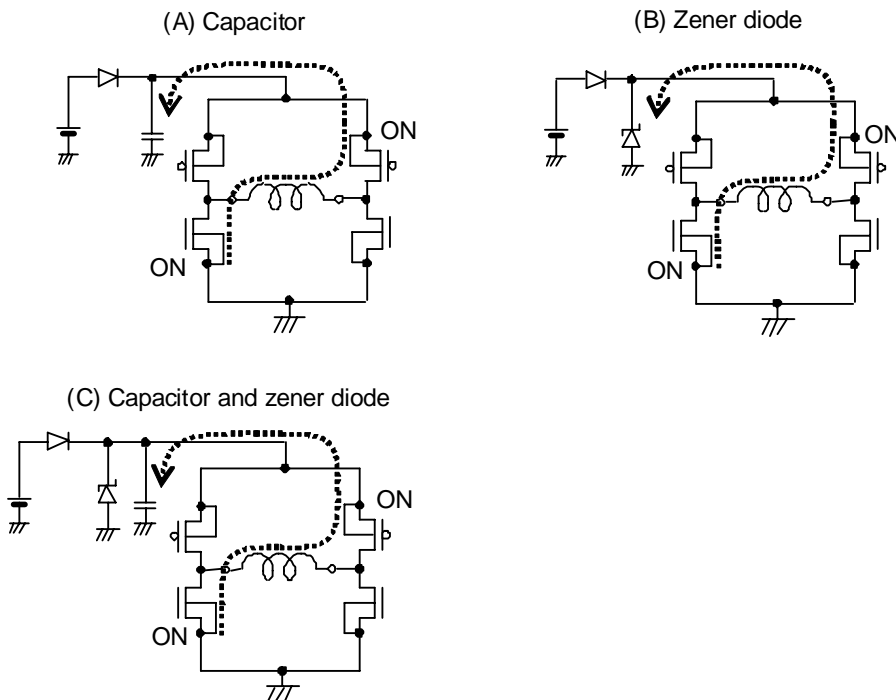 (A) Capacitor
(B) Zener diode
ON
ON
ON
ON
(C) Capacitor and zener diode
ON
ON